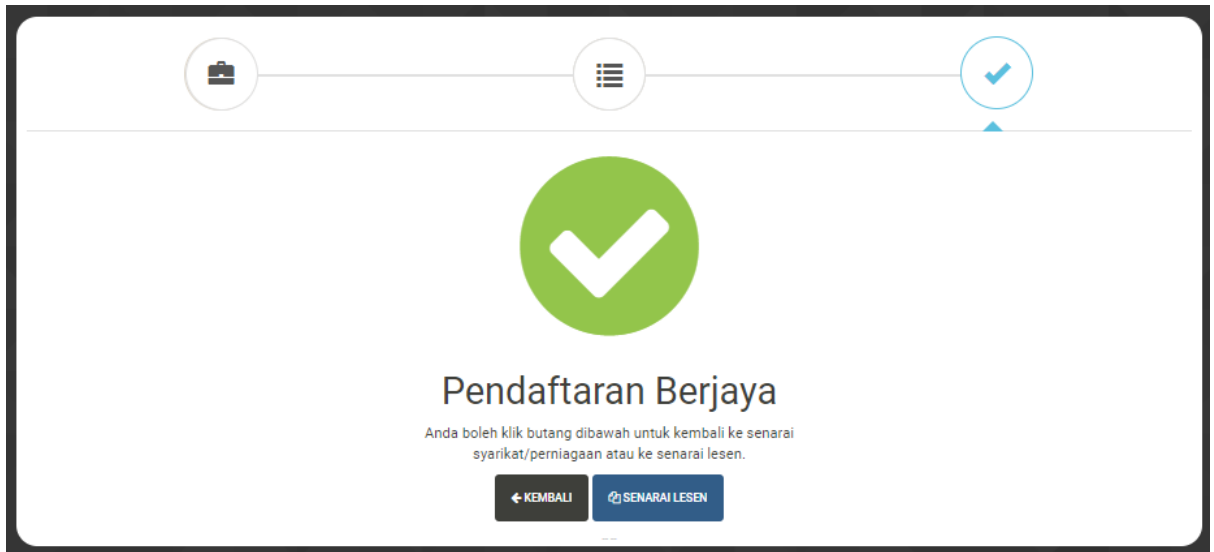 Pendaftaran Berjaya
Anda boleh klik butang dibawah untuk kembali ke senarai
syarikat/perniagaan atau ke senarai lesen.
KEMBALI
SENARAI LESEN